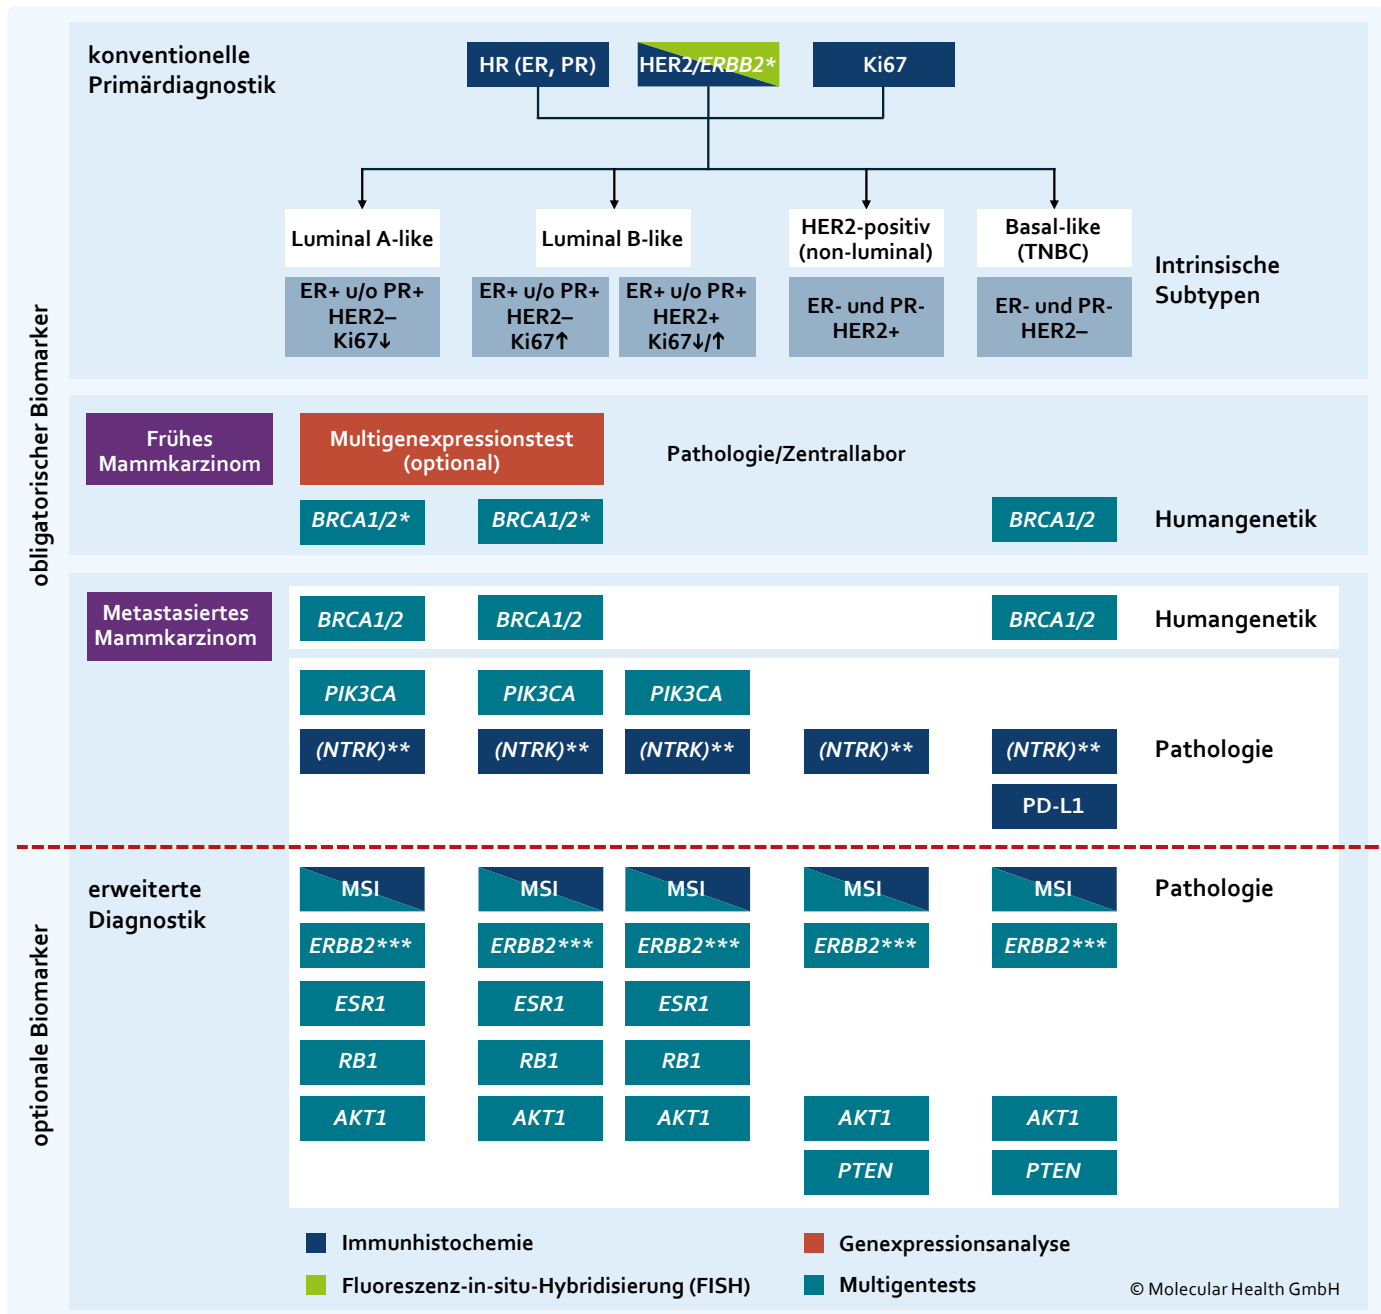 konventionelle
Primärdiagnostik
HR (ER, PR)
HER2/ERBB2*
Ki67
Luminal A-like
Luminal B-like
HER2-positiv
(non-luminal)
Basal-like
(TNBC)
Intrinsische
Subtypen
ER+ u/o PR+
HER2–
Ki67↓
ER+ u/o PR+
HER2–
Ki67↑
ER+ u/o PR+
HER2+
Ki67↓/↑
ER- und PR-
HER2+
ER- und PR-
HER2–
obligatorischer Biomarker
Frühes
Mammkarzinom
Multigenexpressionstest
(optional)
Pathologie/Zentrallabor
BRCA1/2*
BRCA1/2*
BRCA1/2
Humangenetik
Metastasiertes
Mammkarzinom
BRCA1/2
BRCA1/2
BRCA1/2
Humangenetik
PIK3CA
PIK3CA
PIK3CA
(NTRK)**
(NTRK)**
(NTRK)**
(NTRK)**
(NTRK)**
Pathologie
PD-L1
optionale Biomarker
erweiterte
Diagnostik
MSI
MSI
MSI
MSI
MSI
Pathologie
ERBB2***
ERBB2***
ERBB2***
ERBB2***
ERBB2***
ESR1
ESR1
ESR1
RB1
RB1
RB1
AKT1
AKT1
AKT1
AKT1
AKT1
PTEN
PTEN
Immunhistochemie
Genexpressionsanalyse
Fluoreszenz-in-situ-Hybridisierung (FISH)
Multigentests
© Molecular Health GmbH